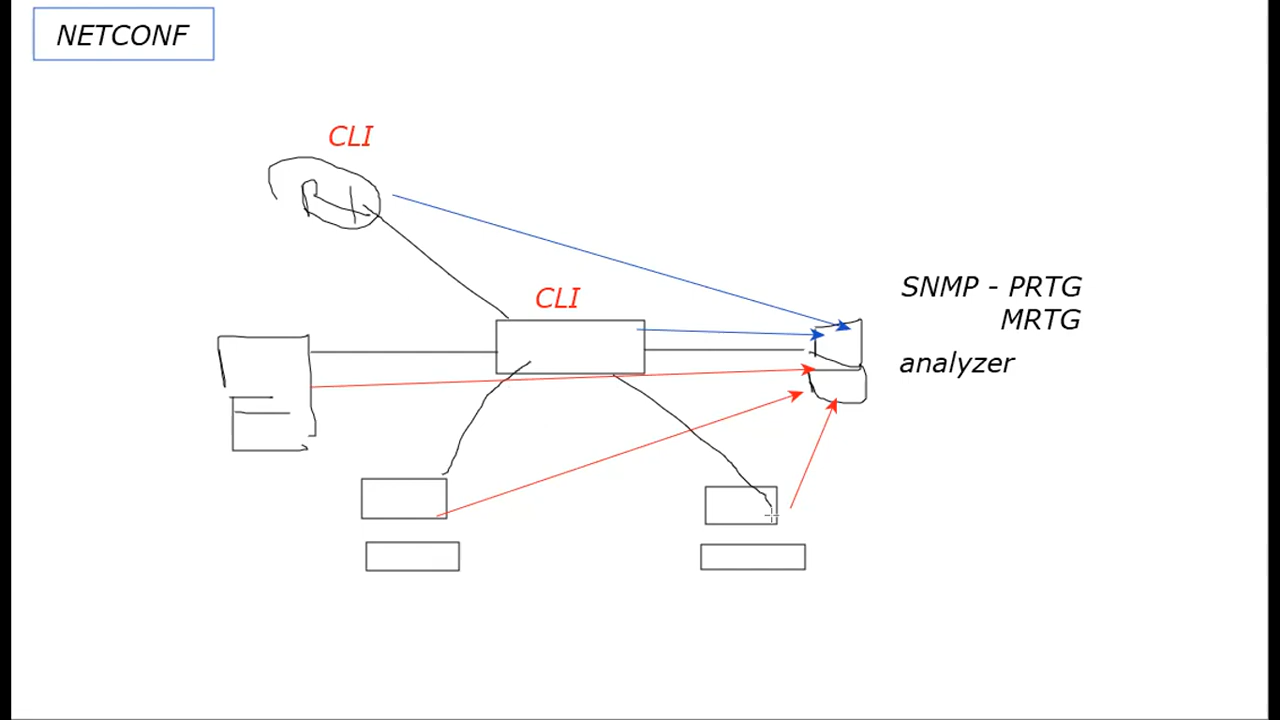 NETCONF
CLI
CLI
SNMP - PRTG
MRTG
analyzer